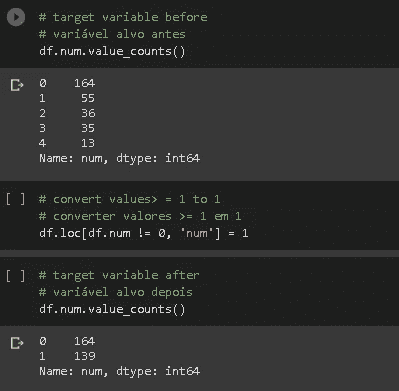 # target variable before
# variável alvo antes
df.num.value_counts()
0    164
1     55
2     36
3     35
4     13
Name: num, dtype: int64
[ ] # convert values> = 1 to 1
# converter valores >= 1 em 1
df.loc[df.num != 0, 'num'] = 1
[ ] # target variable after
# variável alvo depois
df.num.value_counts()
0    164
1    139
Name: num, dtype: int64